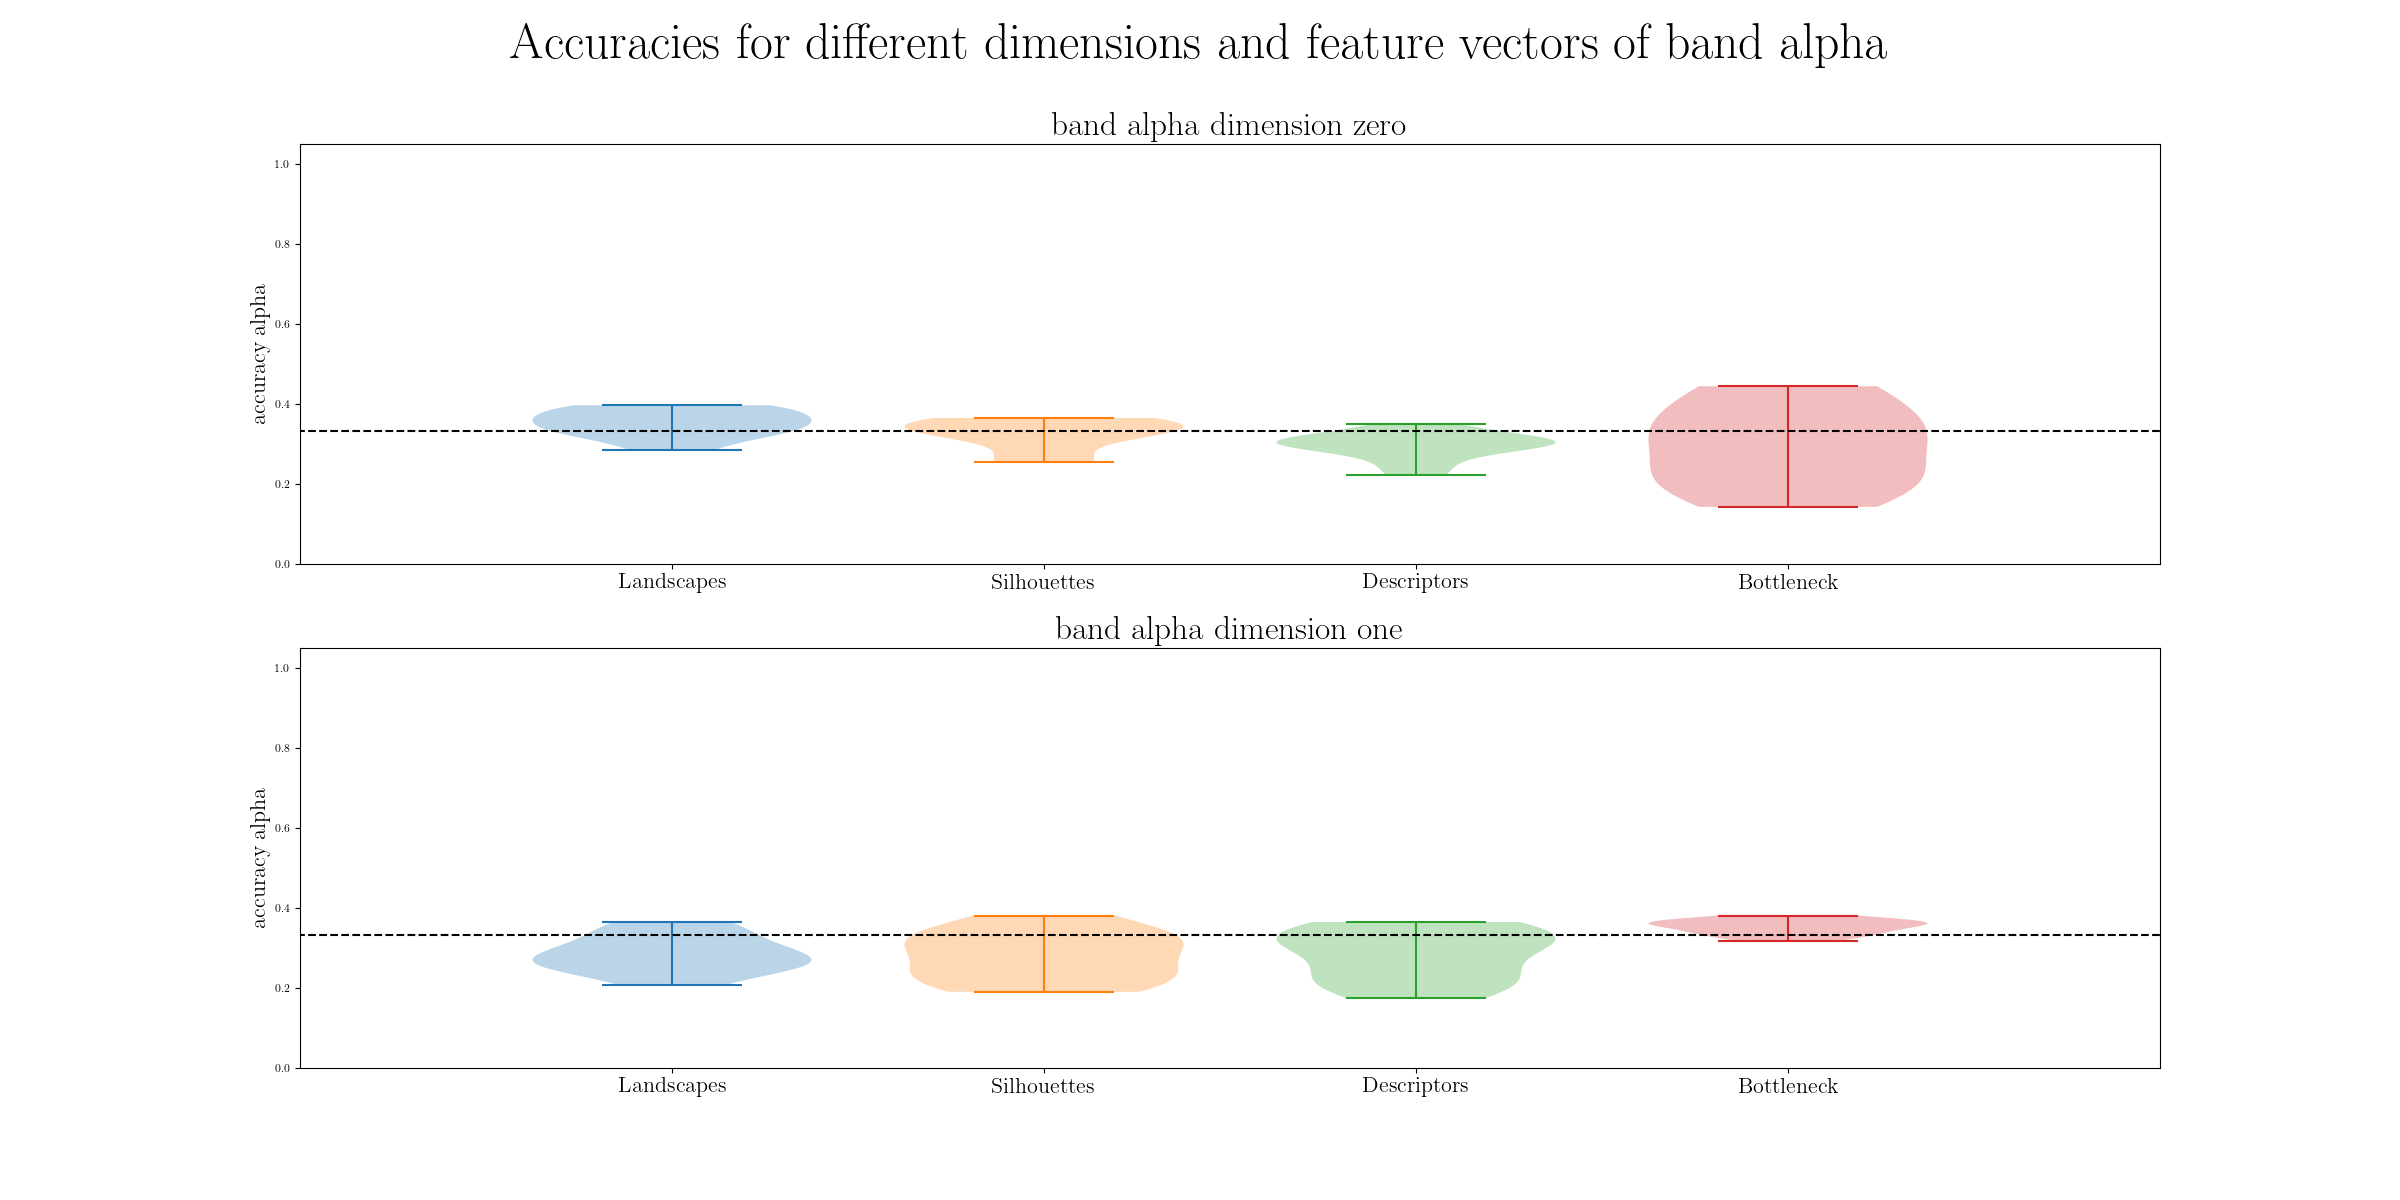 Accuracies for different dimensions and feature vectors of band alpha
band alpha dimension zero
1.0
0.8
0.6
0.4
0.2
0.0
accuracy alpha
Landscapes Silhouettes Descriptors Bottleneck
band alpha dimension one
1.0
0.8
0.6
0.4
0.2
0.0
accuracy alpha
Landscapes Silhouettes Descriptors Bottleneck